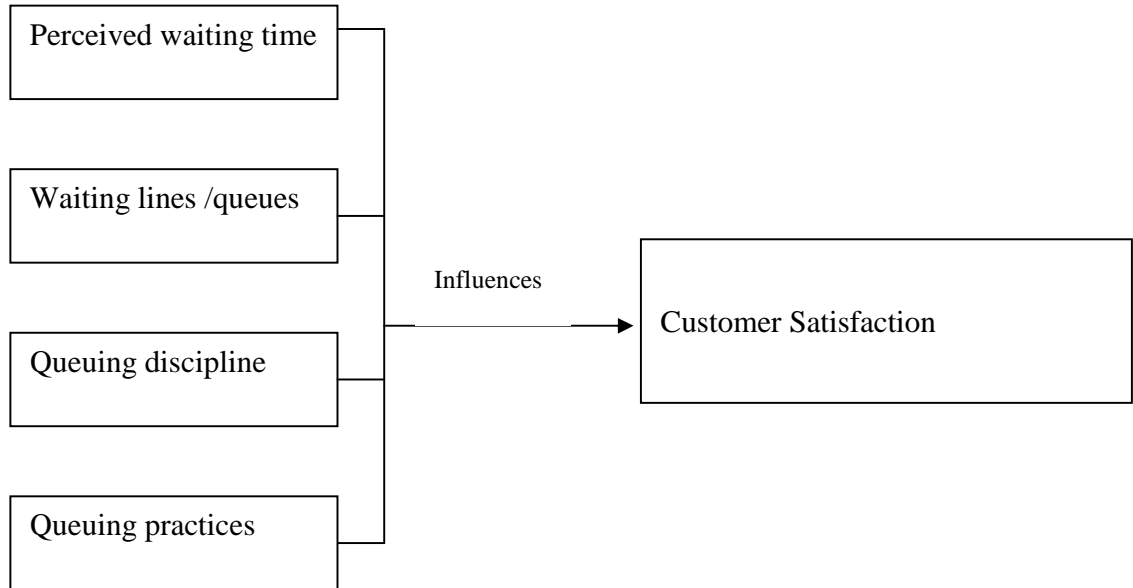 Perceived waiting time
Waiting lines /queues
Influences
Customer Satisfaction
Queuing discipline
Queuing practices